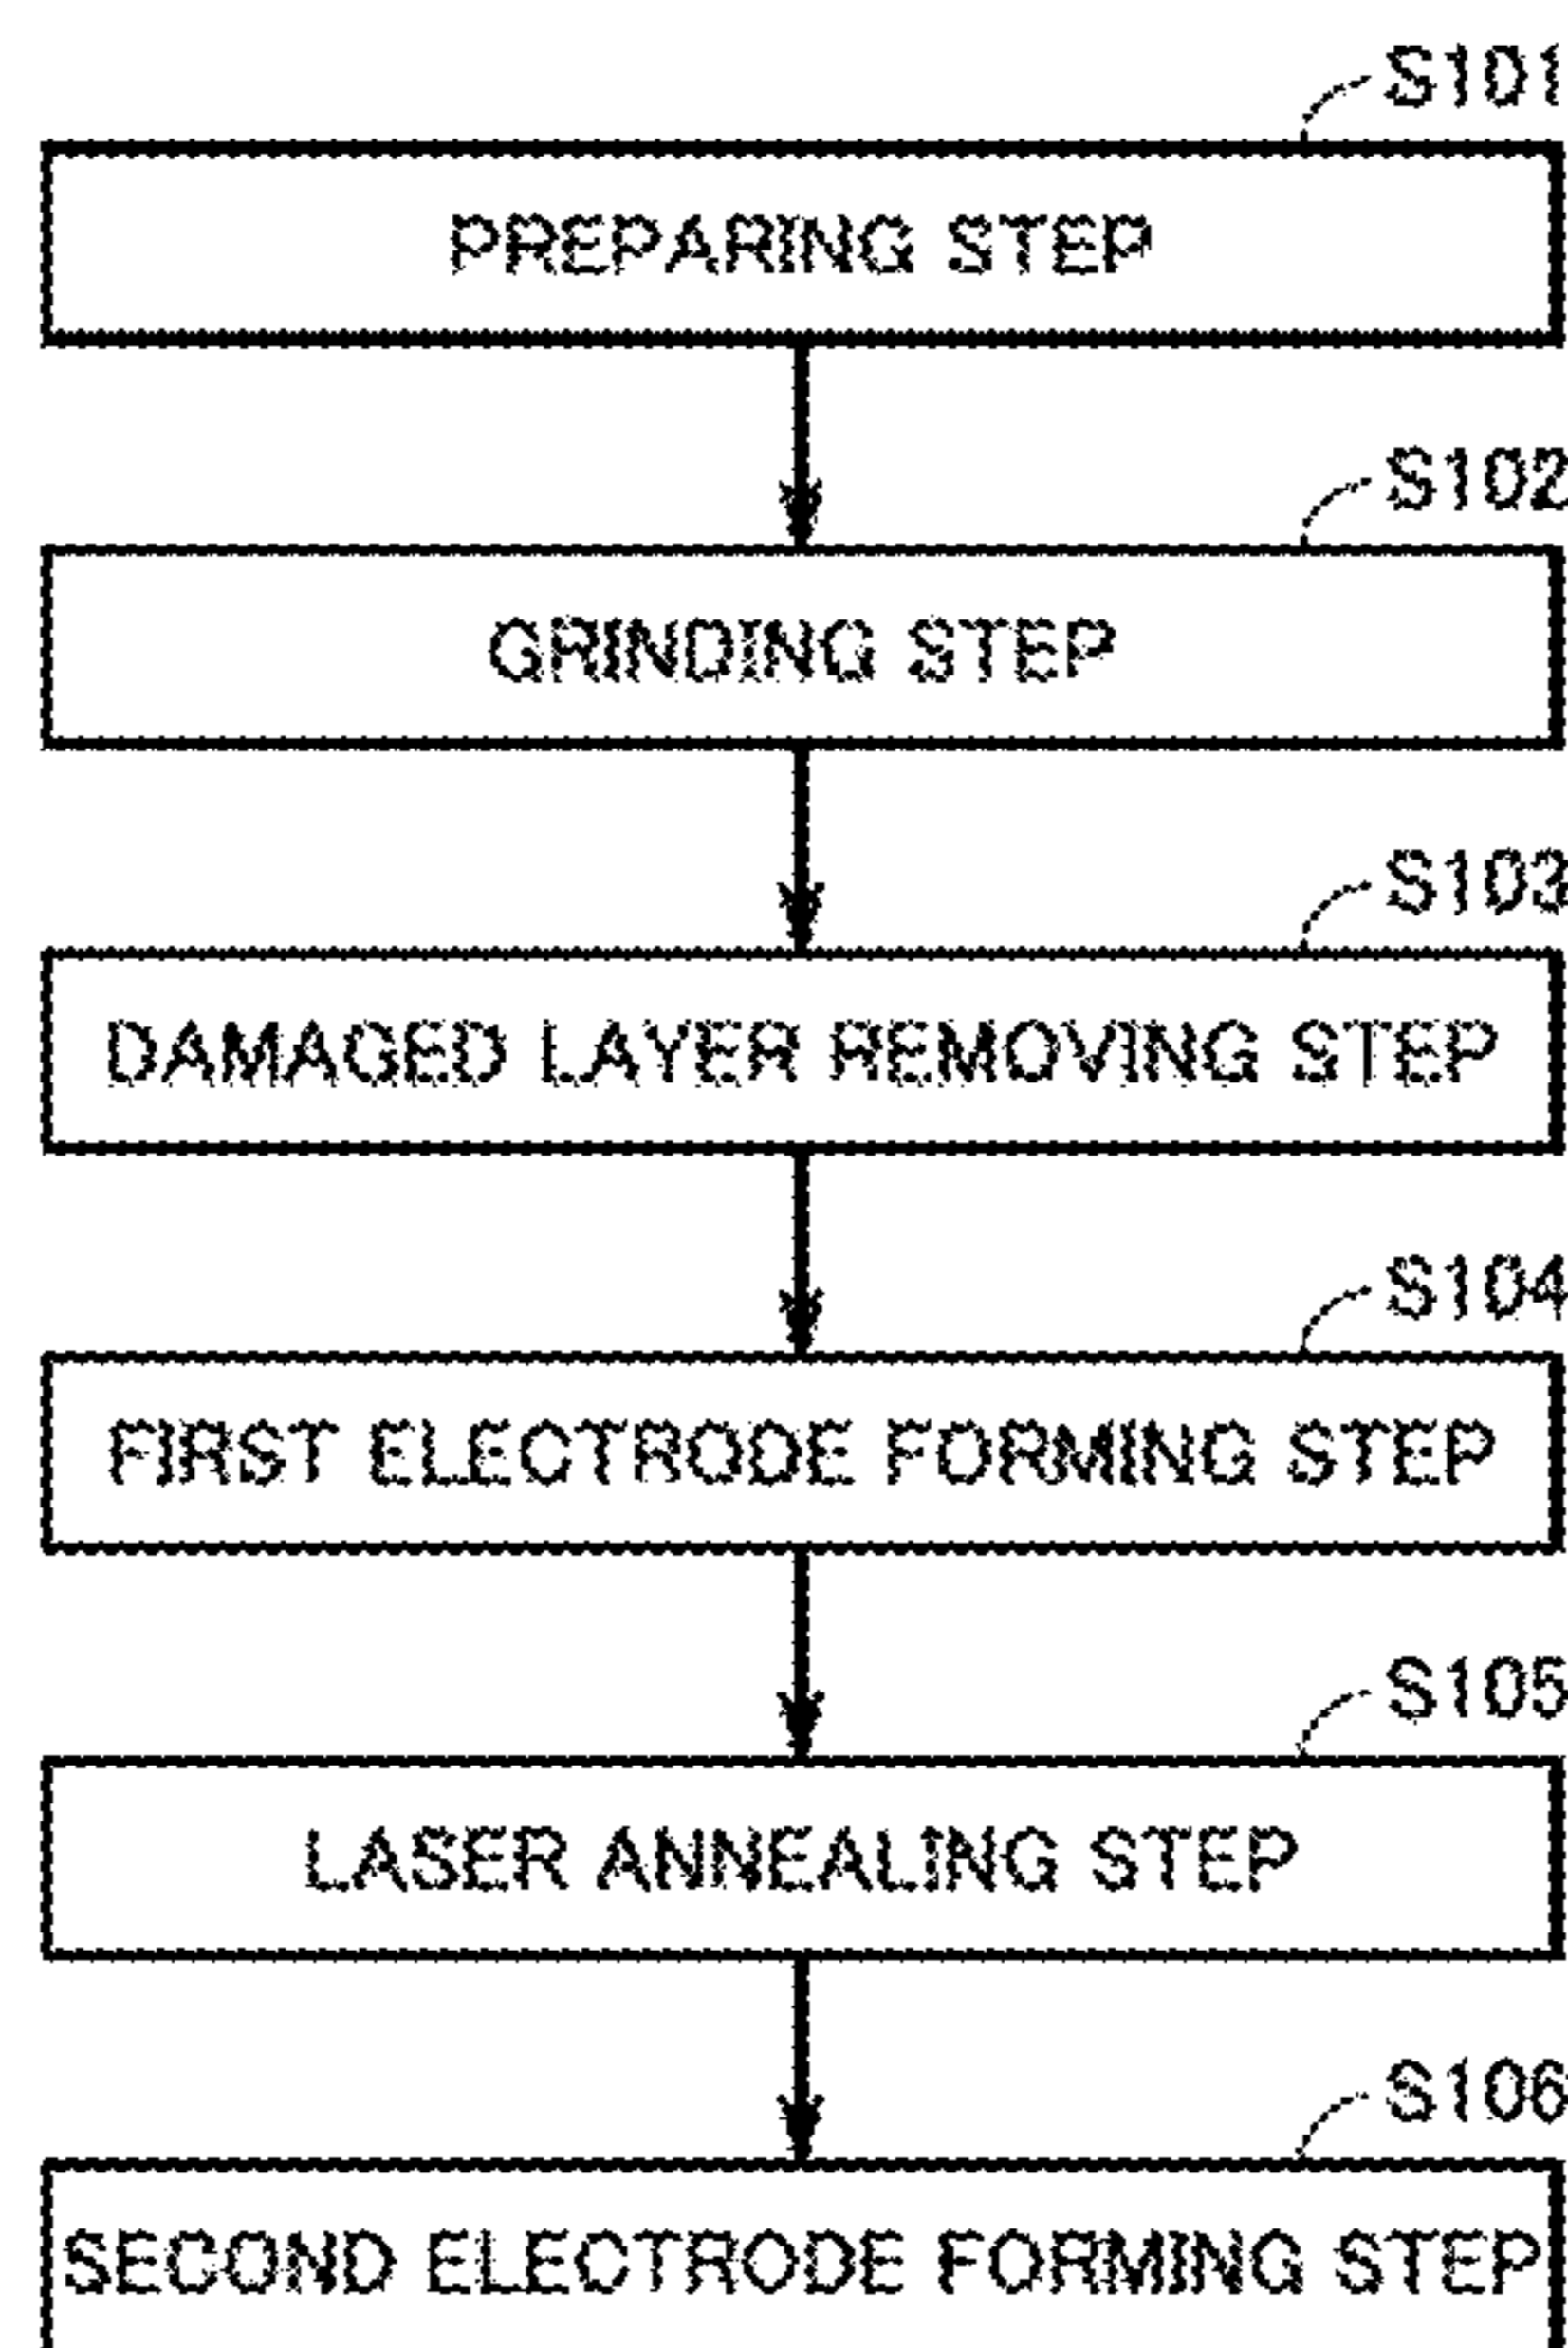 S101
PREPARING STEP
S102
GRINDING STEP
S103
DAMAGED LAYER REMOVING STEP
S104
FIRST ELECTRODE FORMING STEP
S105
LASER ANNEALING STEP
S106
SECOND ELECTRODE FORMING STEP